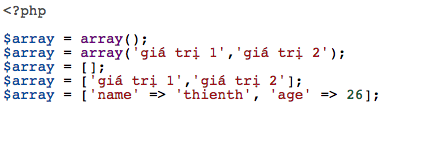 <?php
$array = array();
$array = array('giá trị 1','giá trị 2');
$array = [];
$array = ['giá trị 1','giá trị 2'];
$array = ['name' => 'thienth', 'age' => 26];